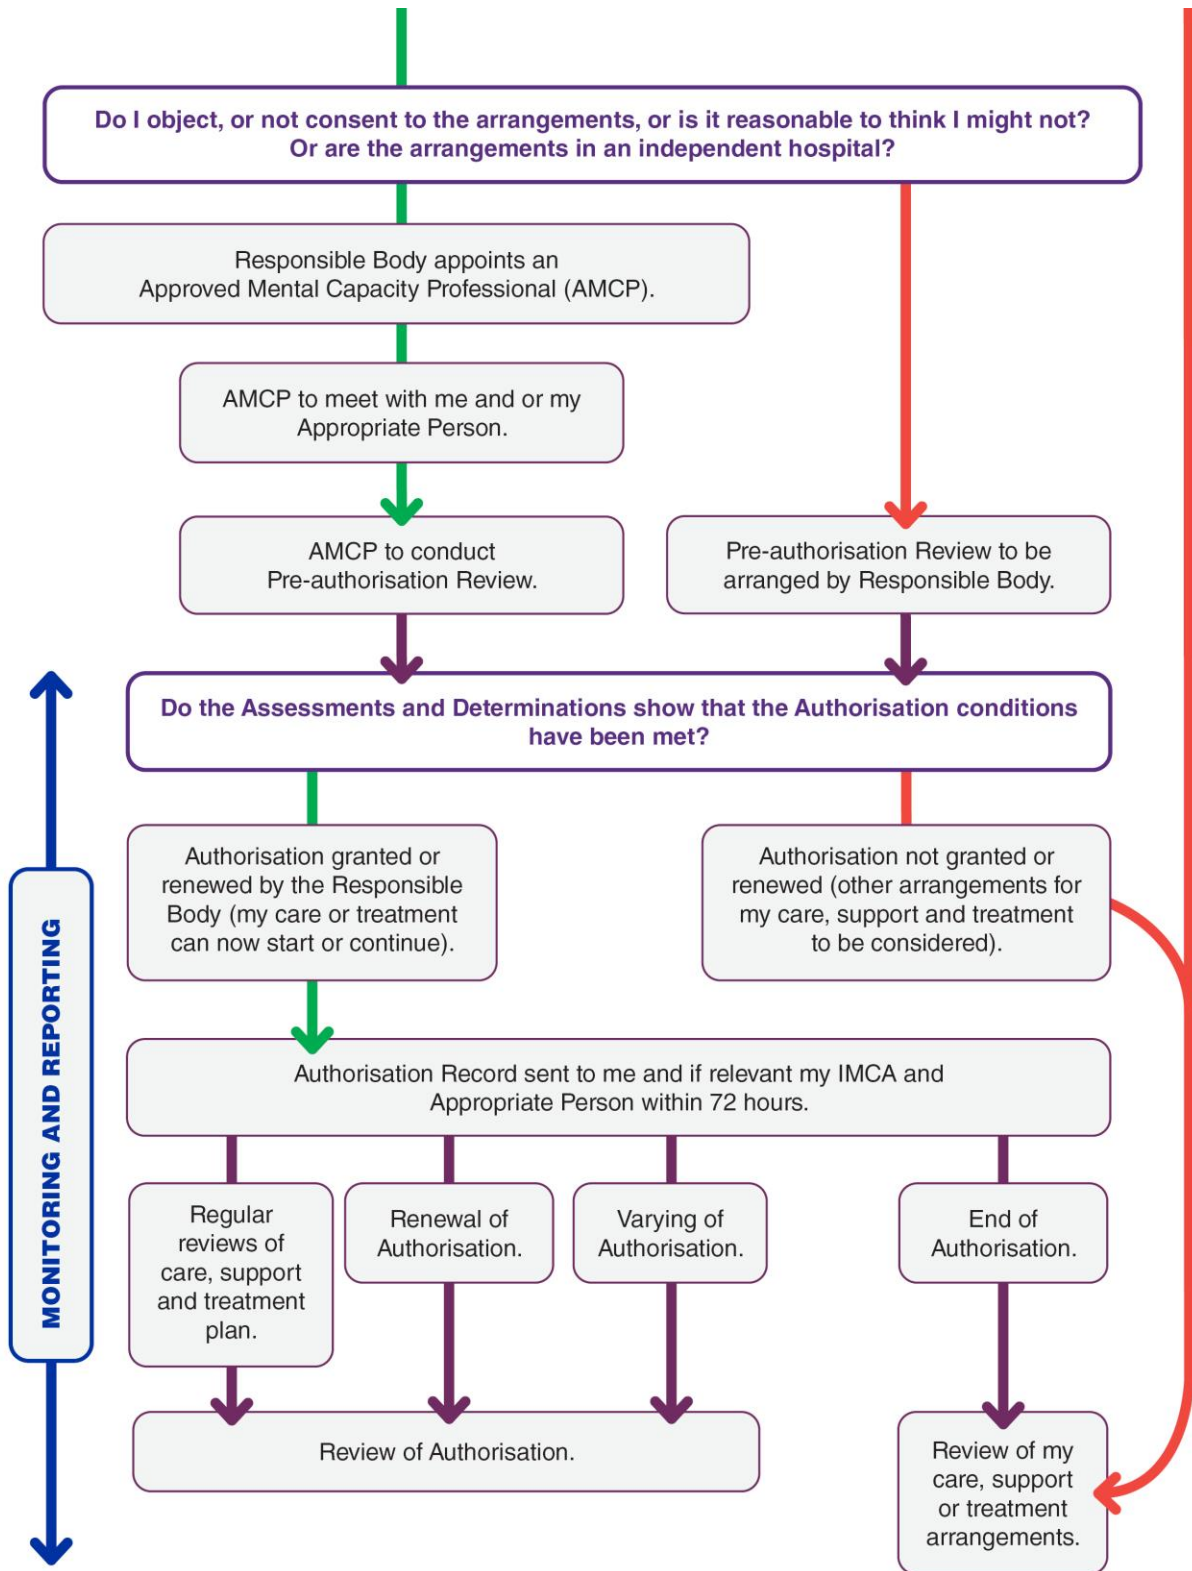 Do I object, or not consent to the arrangements, or is it reasonable to think I might not?
Or are the arrangements in an independent hospital?
Responsible Body appoints an
Approved Mental Capacity Professional (AMCP).
AMCP to meet with me and or my
Appropriate Person.
AMCP to conduct
Pre-authorisation Review.
Pre-authorisation Review to be
arranged by Responsible Body.
Do the Assessments and Determinations show that the Authorisation conditions
have been met?
Authorisation granted or
renewed by the Responsible
Body (my care or treatment
can now start or continue).
Authorisation not granted or
renewed (other arrangements for
my care, support and treatment
to be considered).
MONITORING AND REPORTING
Authorisation Record sent to me and if relevant my IMCA and
Appropriate Person within 72 hours.
Regular
reviews of
care, support
and treatment
plan.
Renewal of
Authorisation.
Varying of
Authorisation.
End of
Authorisation.
Review of Authorisation.
Review of my
care, support
or treatment
arrangements.